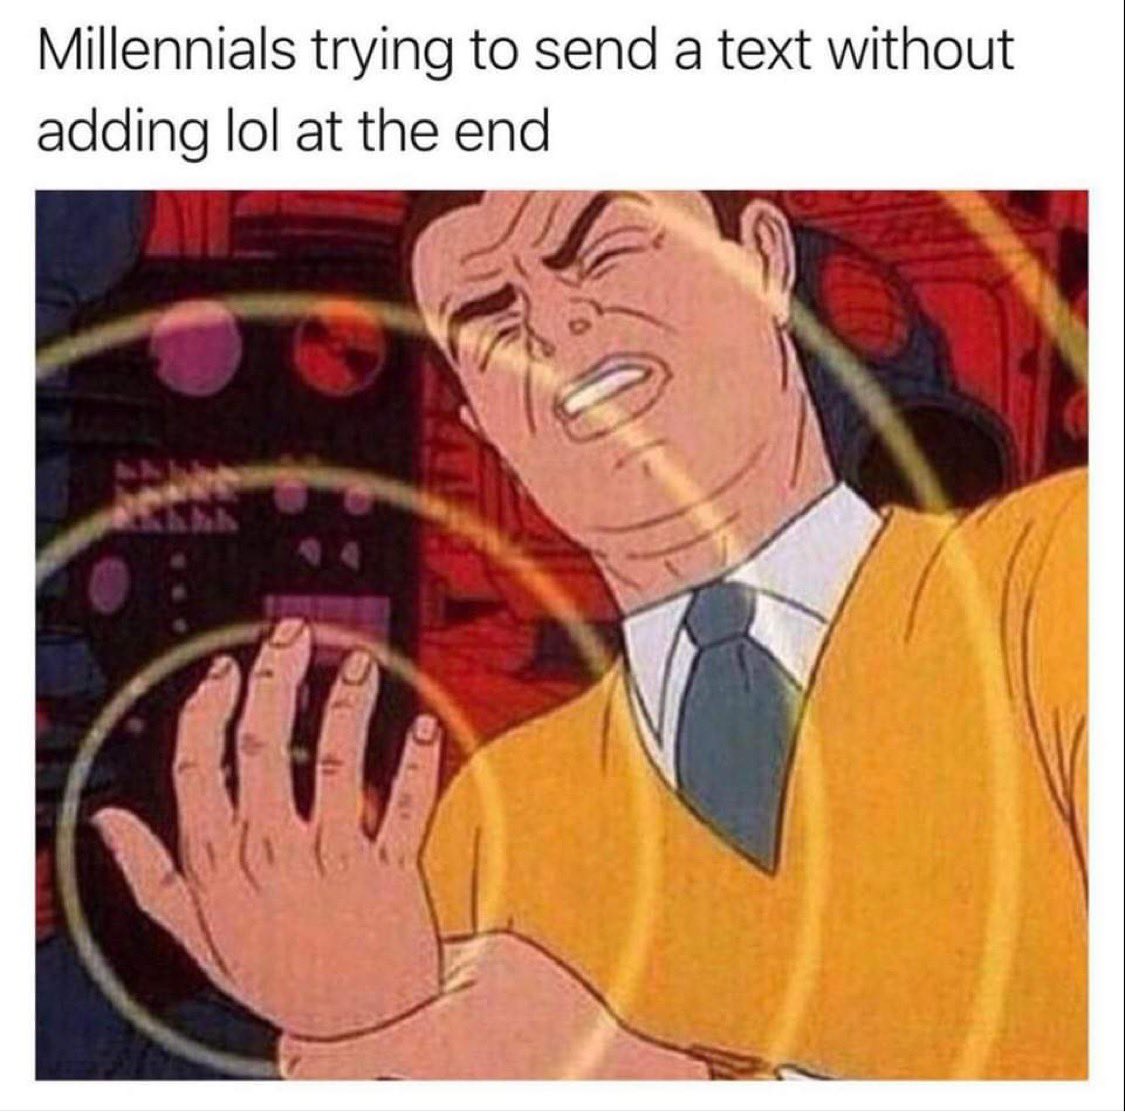 Millennials trying to send a text without
adding lol at the end